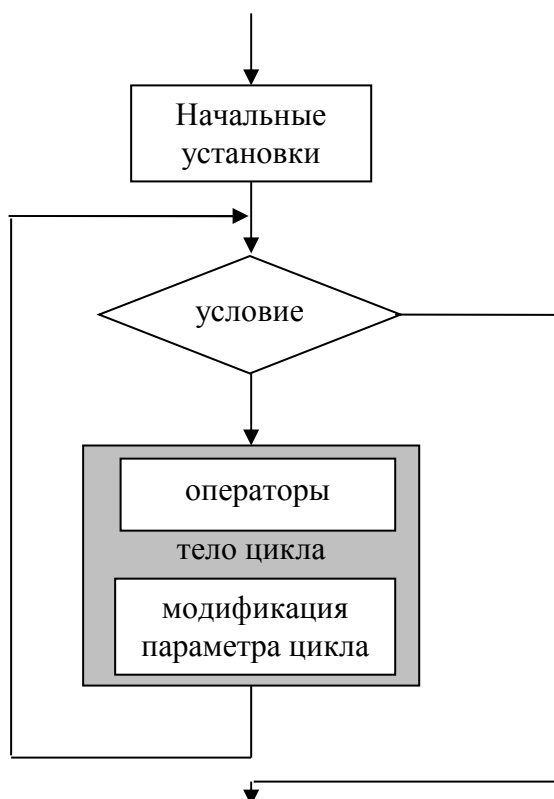 Начальные
установки
условие
операторы
тело цикла
модификация
параметра цикла